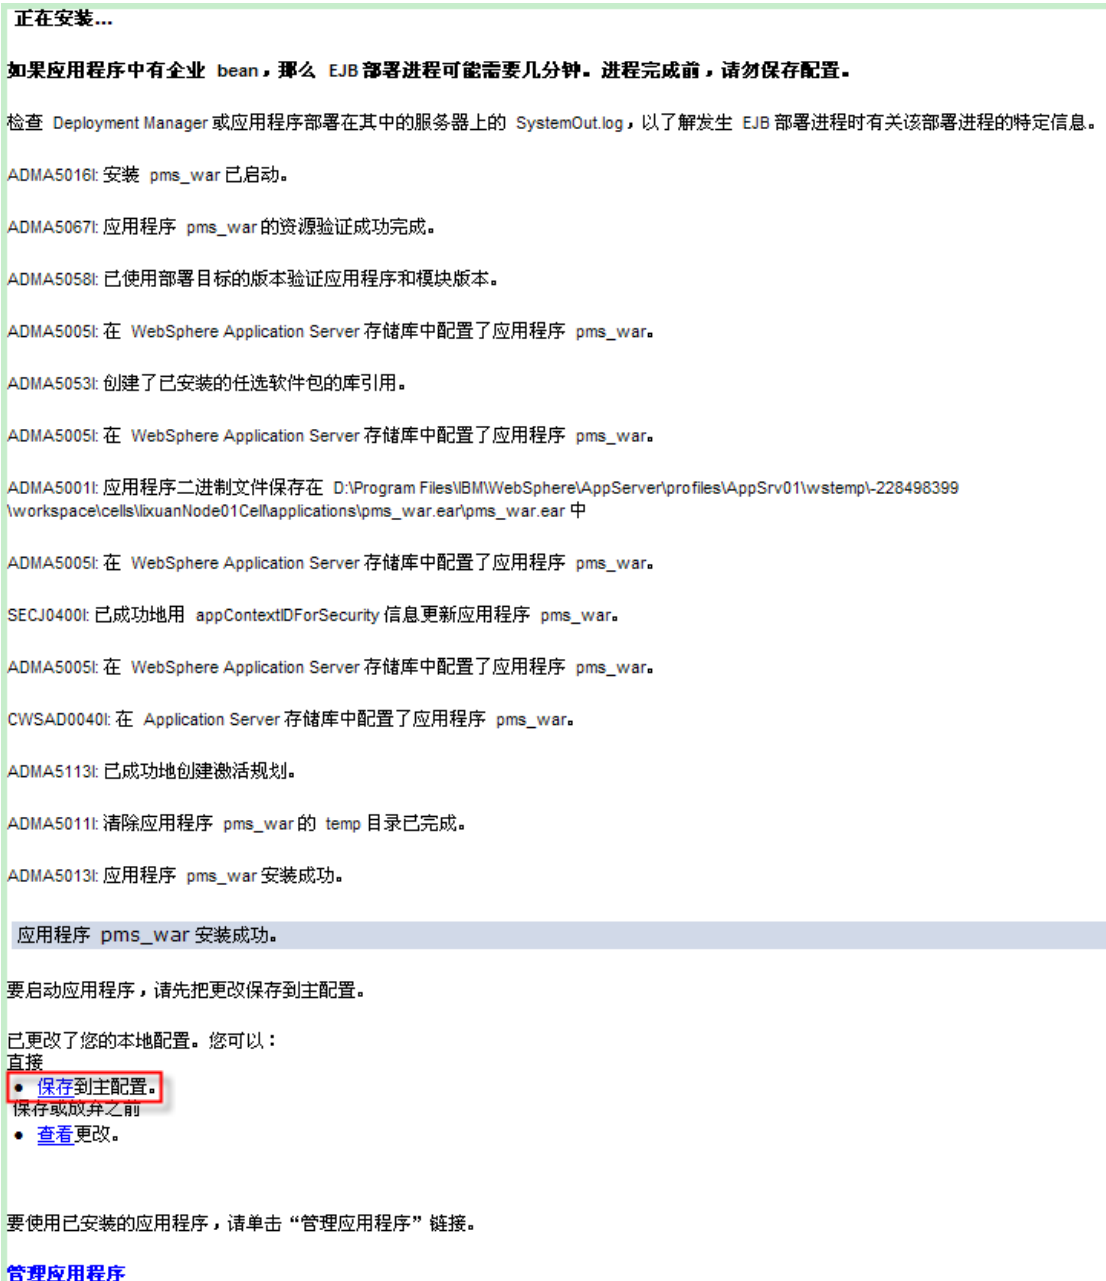 正在安装...
如果应用程序中有企业 bean，那么 EJB 部署进程可能需要几分钟。进程完成前，请勿保存配置。
检查 Deployment Manager 或应用程序部署在其中的服务器上的 SystemOut.log，以了解发生 EJB 部署进程时有关该部署进程的特定信息。
ADMA5016I: 安装 pms_war 已启动。
ADMA5067I: 应用程序 pms_war 的资源验证成功完成。
ADMA5058I: 已使用部署目标的版本验证应用程序和模块版本。
ADMA5005I: 在 WebSphere Application Server 存储库中配置了应用程序 pms_war。
ADMA5053I: 创建了已安装的任选软件包的库引用。
ADMA5005I: 在 WebSphere Application Server 存储库中配置了应用程序 pms_war。
ADMA5001I: 应用程序二进制文件保存在 D:\Program Files\IBM\WebSphere\AppServer\profiles\AppSrv01\wstemp\-228498399
\workspace\cells\lixuanNode01Cell\applications\pms_war.ear\pms_war.ear 中
ADMA5005I: 在 WebSphere Application Server 存储库中配置了应用程序 pms_war。
SECJ0400I: 已成功地用 appContextIDForSecurity 信息更新应用程序 pms_war。
ADMA5005I: 在 WebSphere Application Server 存储库中配置了应用程序 pms_war。
CWSAD0040I: 在 Application Server 存储库中配置了应用程序 pms_war。
ADMA5113I: 已成功地创建激活规划。
ADMA5011I: 清除应用程序 pms_war 的 temp 目录已完成。
ADMA5013I: 应用程序 pms_war 安装成功。
应用程序 pms_war 安装成功。
要启动应用程序，请先把更改保存到主配置。
已更改了您的本地配置。您可以：
直接
• 保存到主配置。
保存或放弃之前
• 查看更改。
要使用已安装的应用程序，请单击“管理应用程序”链接。
管理应用程序